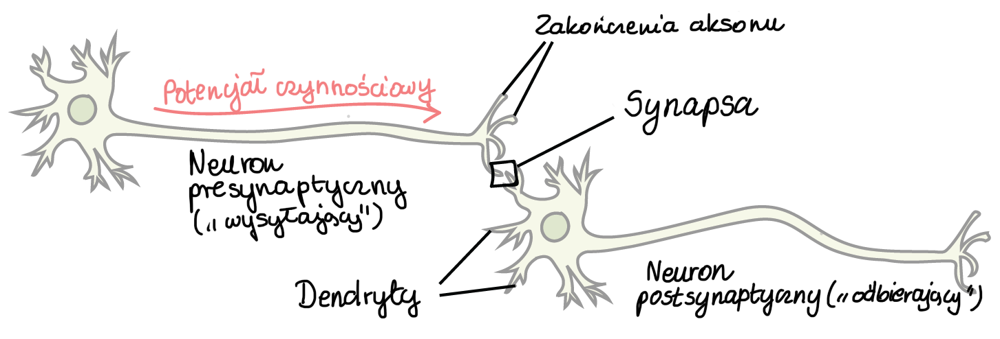 Zakończenia aksonu
Potencjał czynnościowy
Synapsa
Neuron
presynaptyczny
(„wysyłający")
Dendryty
Neuron
postsynaptyczny („odbierający")